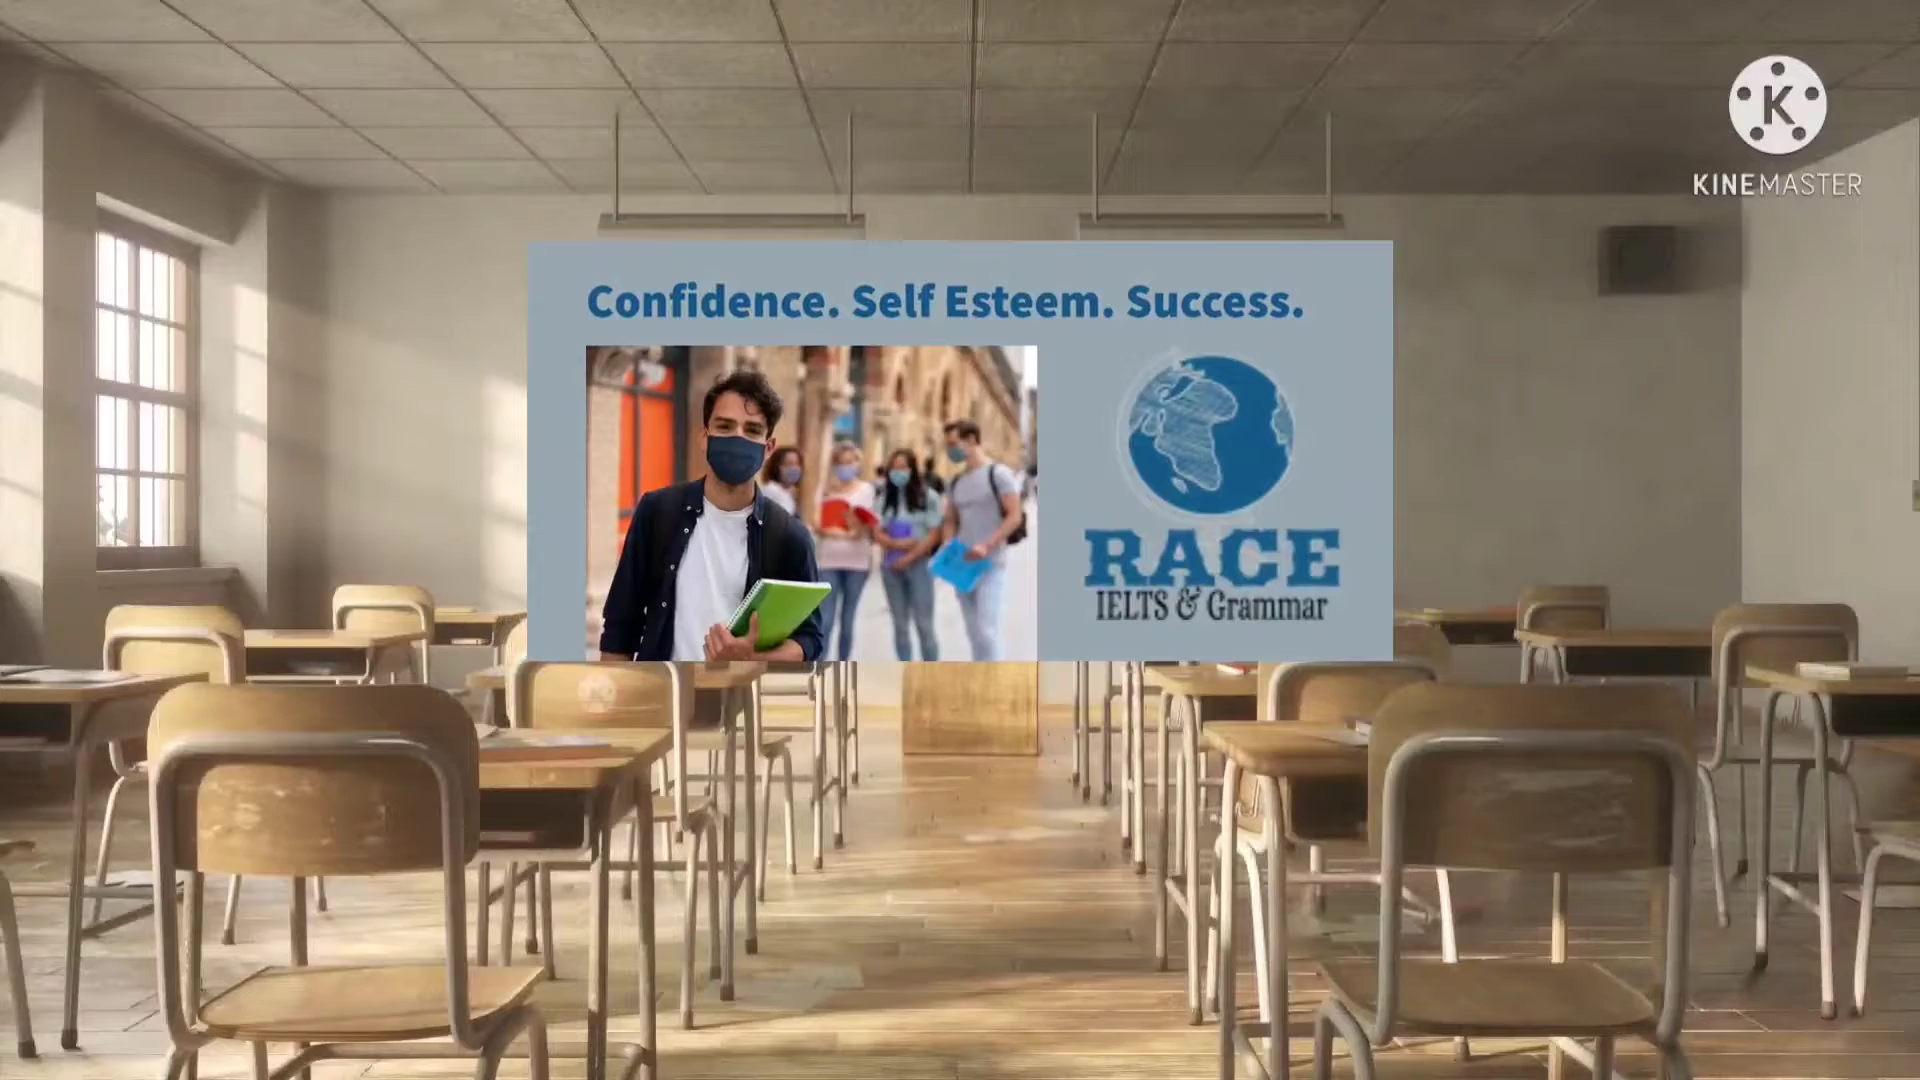 K
KINEMASTER
Confidence. Self Esteem. Success.
RACE
IELTS & Grammar